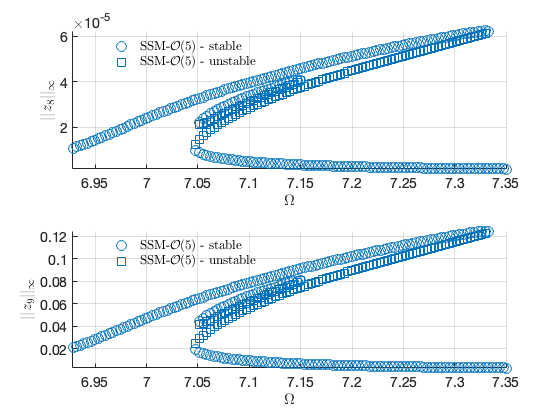 ×10⁻⁵
6
4
2
||z₈||∞
SSM-𝒪(5) - stable
SSM-𝒪(5) - unstable
6.95 7 7.05 7.1 7.15 7.2 7.25 7.3 7.35
Ω
0.12
0.1
0.08
0.06
0.04
0.02
||z₉||∞
SSM-𝒪(5) - stable
SSM-𝒪(5) - unstable
6.95 7 7.05 7.1 7.15 7.2 7.25 7.3 7.35
Ω